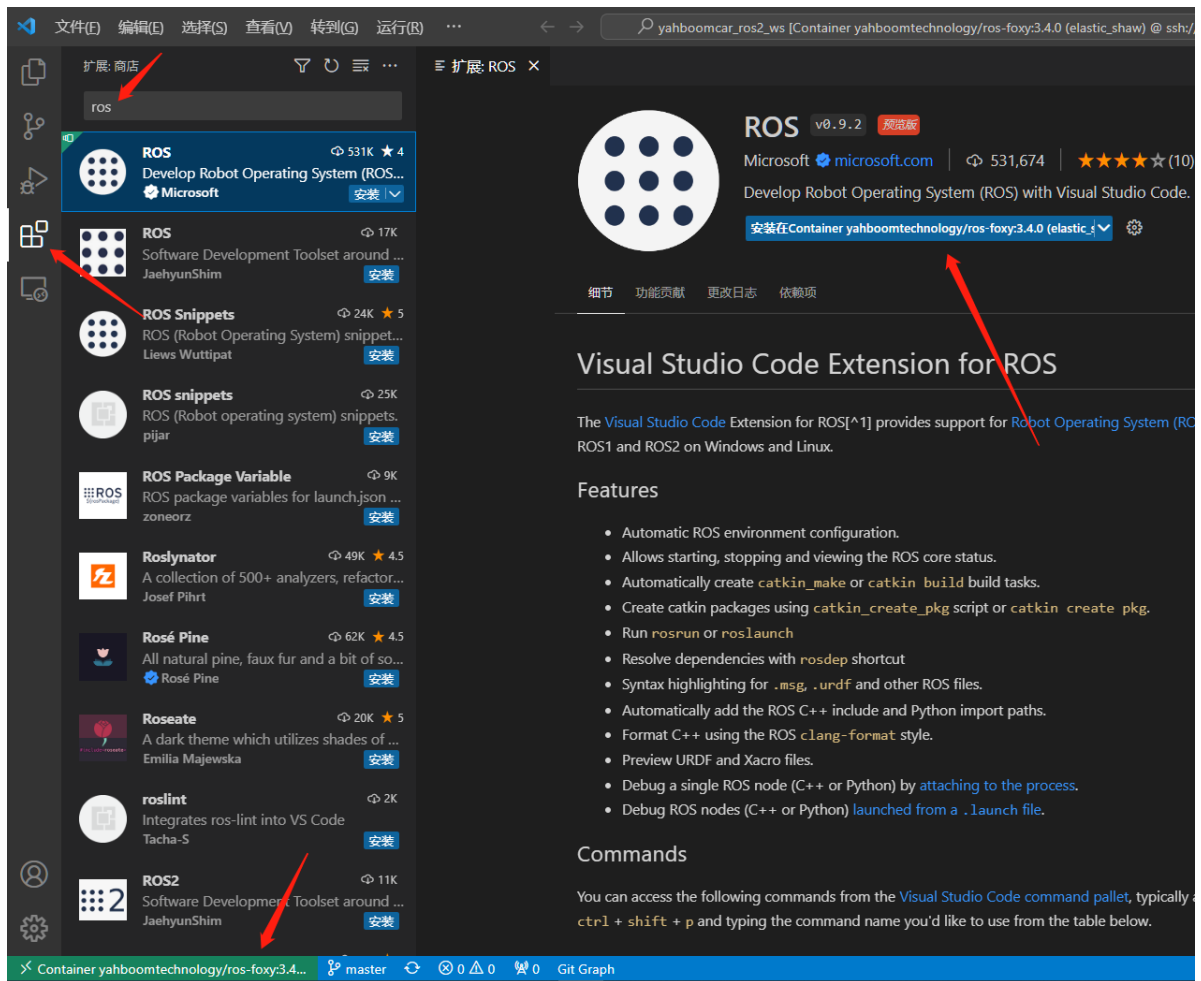 文件(F) 编辑(E) 选择(S) 查看(V) 转到(G) 运行(R) ··· yahboomcar_ros2_ws [Container yahboomtechnology/ros-foxy:3.4.0 (elastic_shaw) @ ssh:/
扩展: 商店
扩展: ROS
ros
ROS 531K 4
Develop Robot Operating System (ROS...
Microsoft 安装
ROS 17K
Software Development Toolset around ...
JaehyunShim 安装
ROS Snippets 24K 5
ROS (Robot Operating System) snippet...
Liews Wuttipat 安装
ROS snippets 25K
ROS (Robot operating system) snippets.
pijar 安装
ROS Package Variable 9K
ROS package variables for launch.json ...
zoneorz 安装
Roslynator 49K 4.5
A collection of 500+ analyzers, refactor...
Josef Pihrt 安装
Rosé Pine 62K 4.5
All natural pine, faux fur and a bit of so...
Rosé Pine 安装
Roseate 20K 5
A dark theme which utilizes shades of ...
Emilia Majewska 安装
roslint 2K
Integrates ros-lint into VS Code
Tacha-S 安装
ROS2 11K
Software Development Toolset around ...
JaehyunShim 安装
ROS v0.9.2 预览版
Microsoft microsoft.com 531,674 (10)
Develop Robot Operating System (ROS) with Visual Studio Code.
安装在Container yahboomtechnology/ros-foxy:3.4.0 (elastic_s
细节 功能贡献 更改日志 依赖项
Visual Studio Code Extension for ROS
The Visual Studio Code Extension for ROS[^1] provides support for Robot Operating System (RO
ROS1 and ROS2 on Windows and Linux.
Features
Automatic ROS environment configuration.
Allows starting, stopping and viewing the ROS core status.
Automatically create catkin_make or catkin build build tasks.
Create catkin packages using catkin_create_pkg script or catkin create pkg.
Run rosrun or roslaunch
Resolve dependencies with rosdep shortcut
Syntax highlighting for .msg, .urdf and other ROS files.
Automatically add the ROS C++ include and Python import paths.
Format C++ using the ROS clang-format style.
Preview URDF and Xacro files.
Debug a single ROS node (C++ or Python) by attaching to the process.
Debug ROS nodes (C++ or Python) launched from a .launch file.
Commands
You can access the following commands from the Visual Studio Code command pallet, typically a
ctrl + shift + p and typing the command name you'd like to use from the table below.
Container yahboomtechnology/ros-foxy:3.4... master 0 0 0 Git Graph